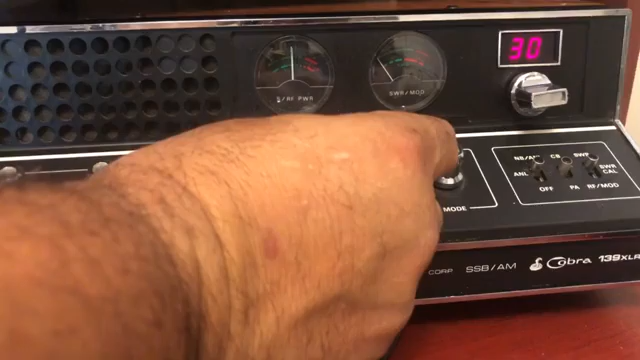 30
S/RF PWR
SWR/MOD
NB/ANL CB SWR
ANL SWR CAL
OFF PA RF/MOD
MODE
CORP SSB/AM Cobra 139XLR